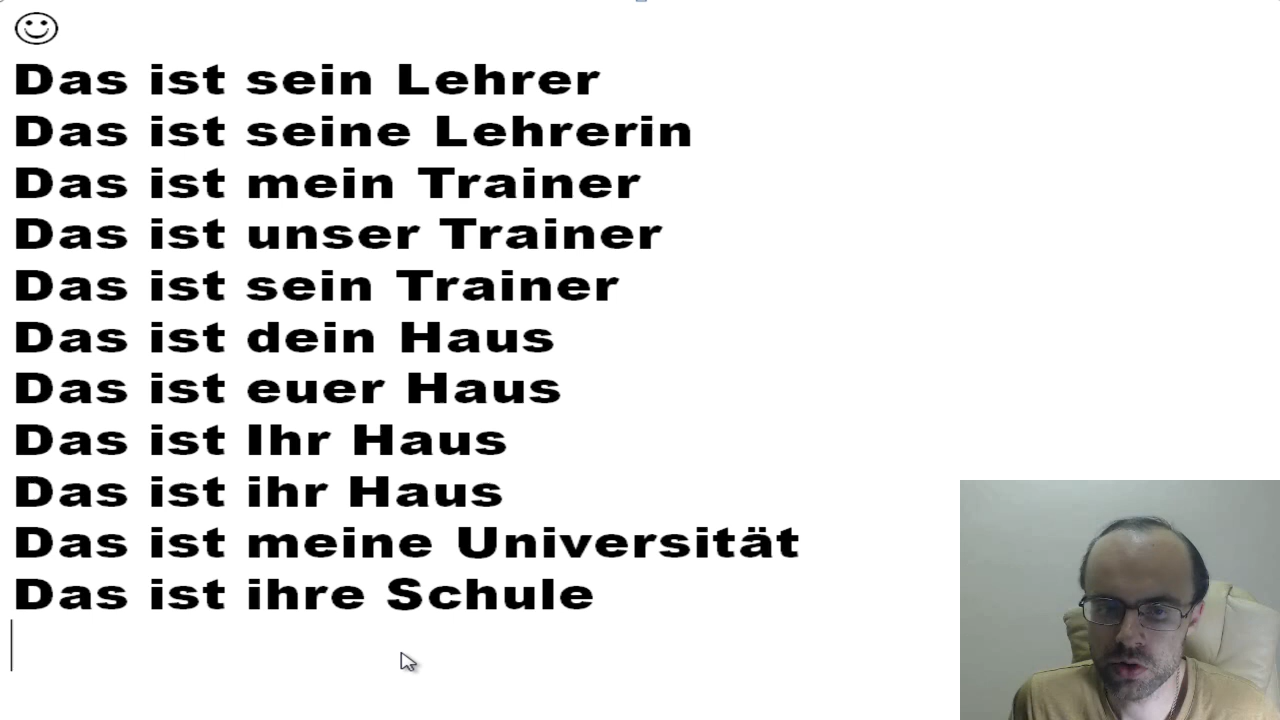 Das ist sein Lehrer
Das ist seine Lehrerin
Das ist mein Trainer
Das ist unser Trainer
Das ist sein Trainer
Das ist dein Haus
Das ist euer Haus
Das ist Ihr Haus
Das ist ihr Haus
Das ist meine Universität
Das ist ihre Schule